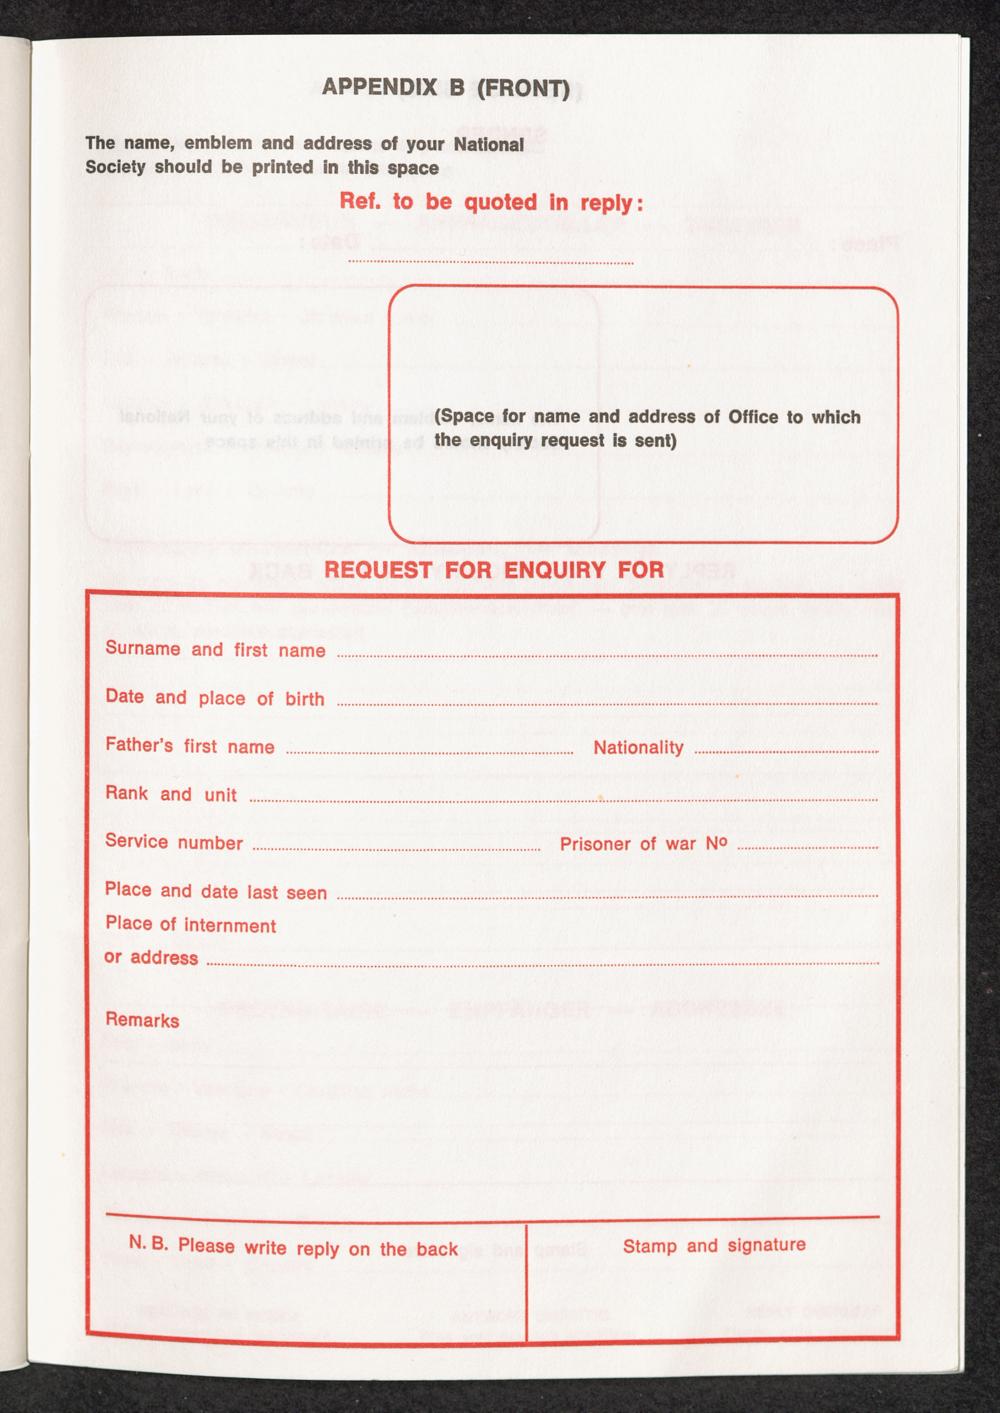 APPENDIX B (FRONT)
The name, emblem and address of your National
Society should be printed in this space
Ref. to be quoted in reply:
(Space for name and address of Office to which
the enquiry request is sent)
REQUEST FOR ENQUIRY FOR
Surname and first name
Date and place of birth
Father's first name Nationality
Rank and unit
Service number Prisoner of war Nº
Place and date last seen
Place of internment
or address
Remarks
N. B. Please write reply on the back Stamp and signature